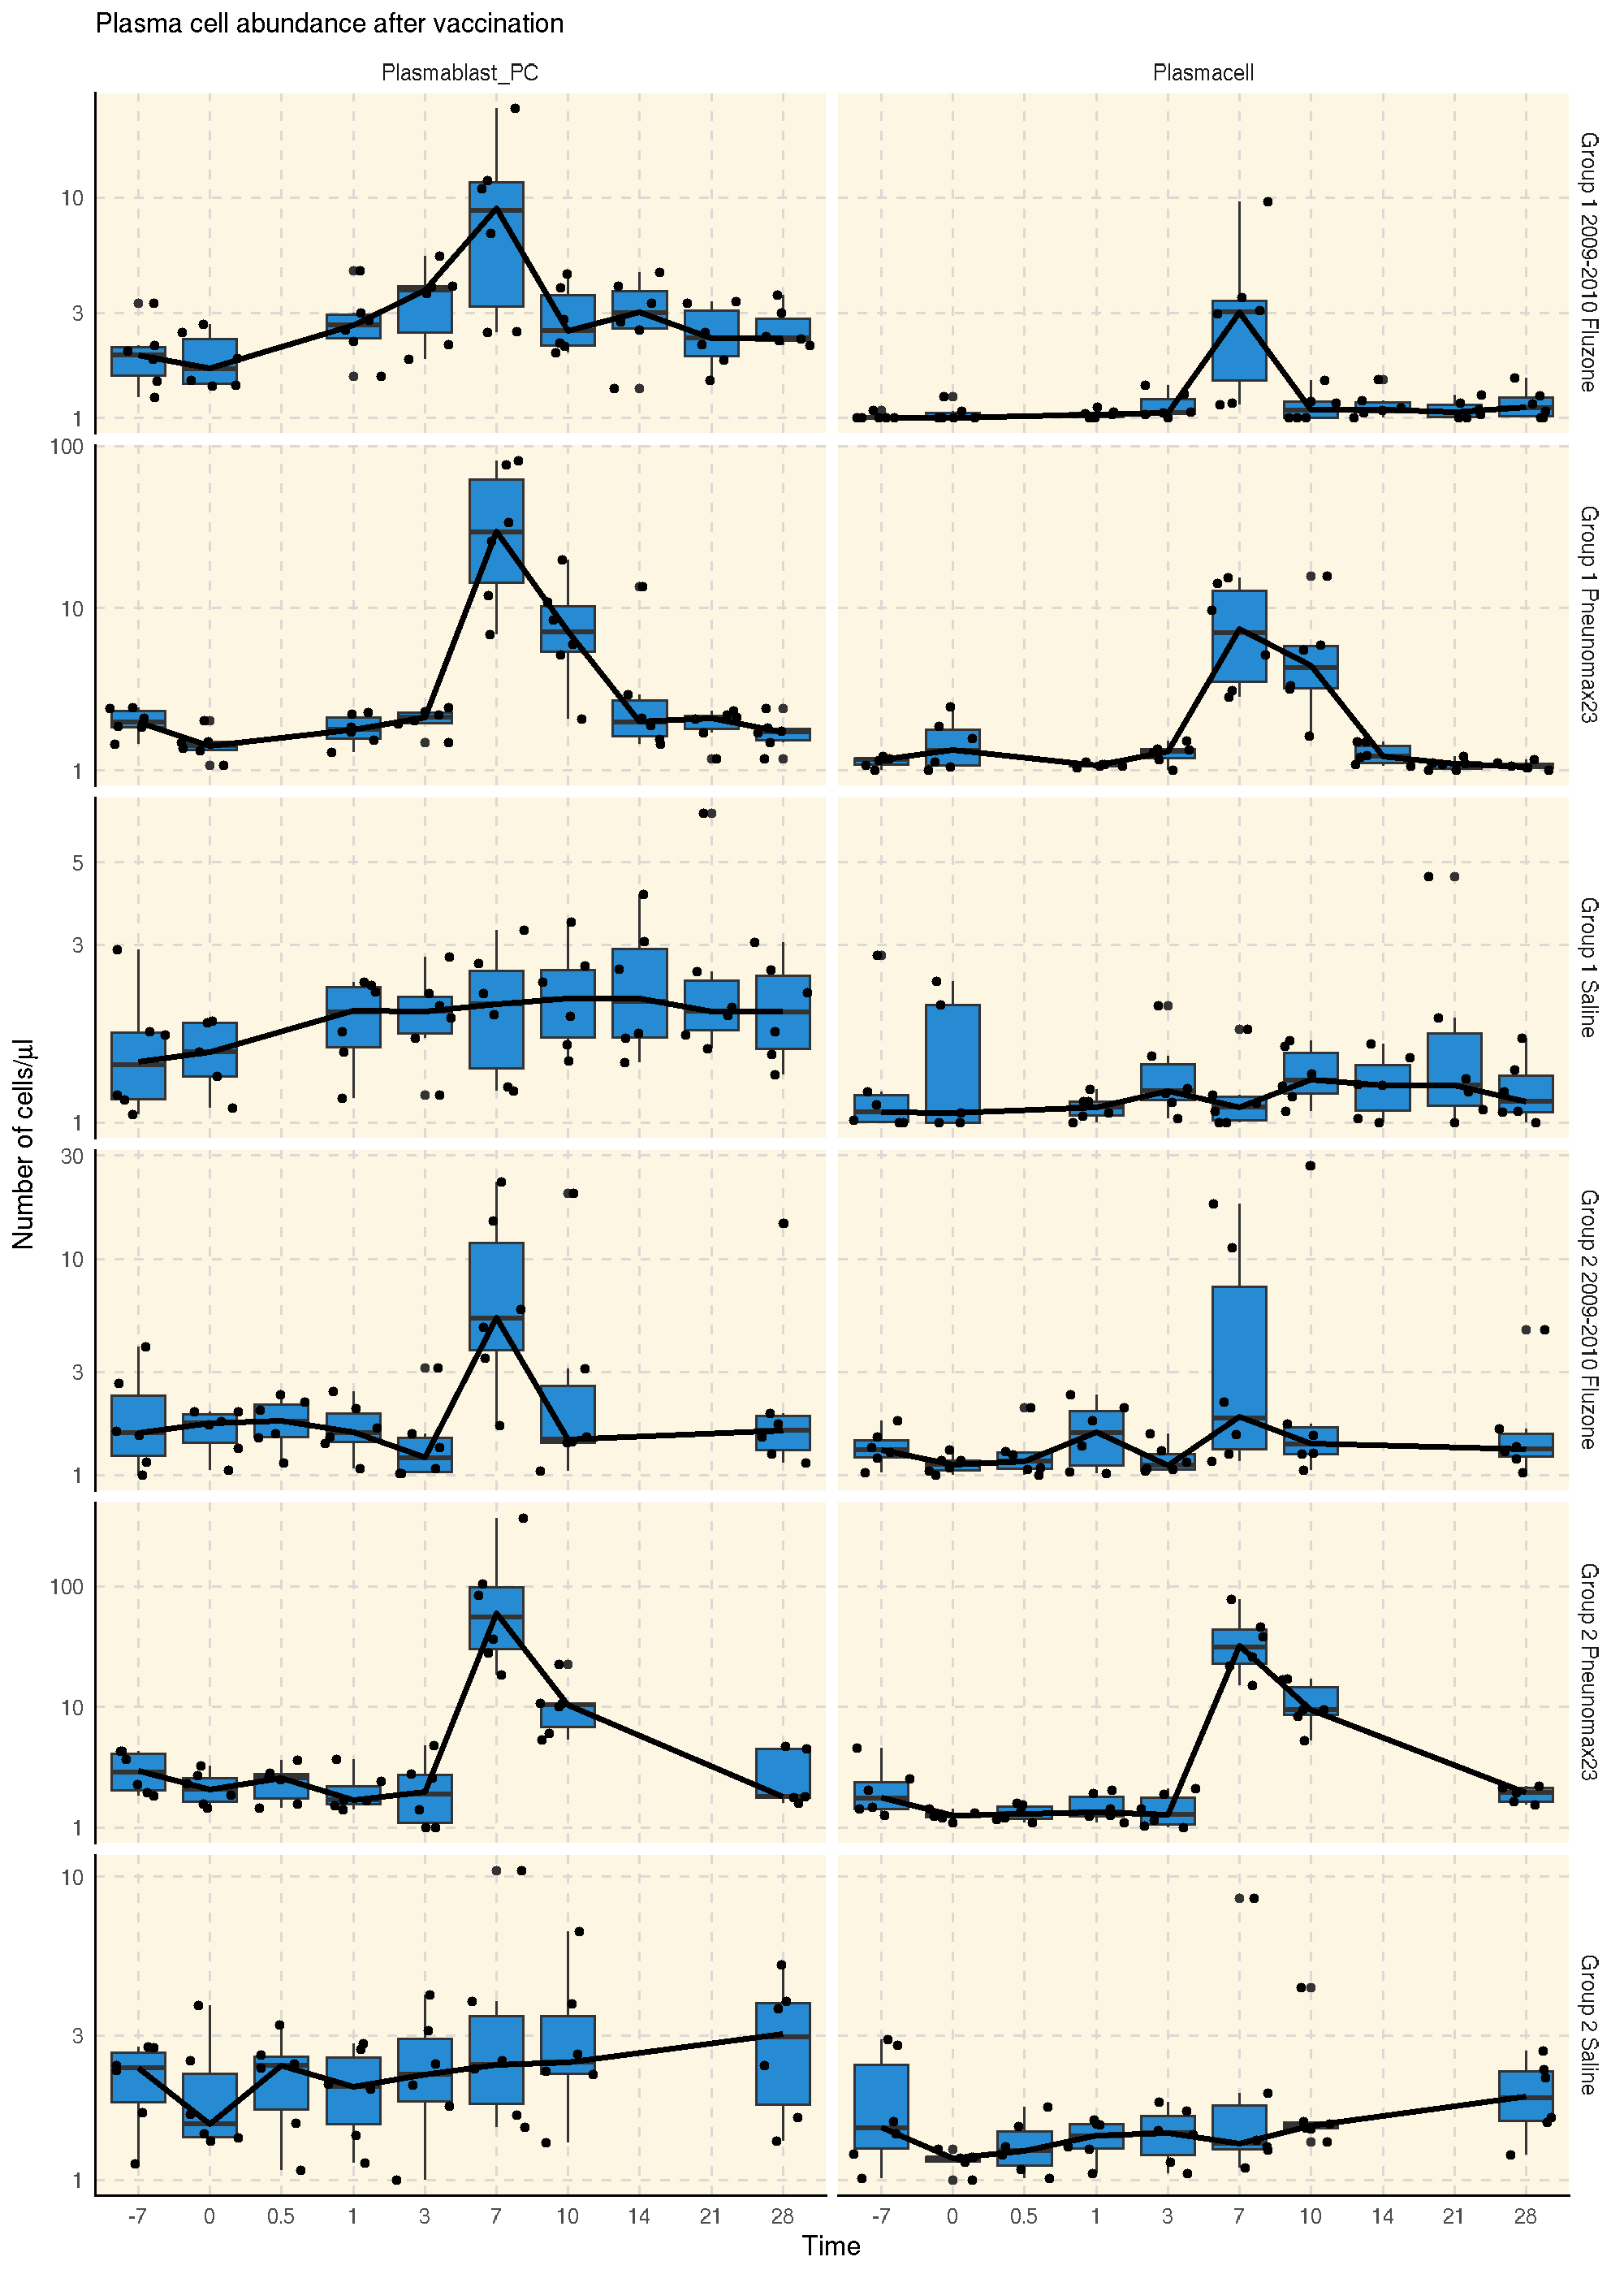 Plasma cell abundance after vaccination
Plasmablast_PC
Plasmacell
10
3
1
Group 1 2009-2010 Fluzone
100
10
1
Group 1 Pneunomax23
5
3
1
Group 1 Saline
Number of cells/µl
30
10
3
1
Group 2 2009-2010 Fluzone
100
10
1
Group 2 Pneunomax23
10
3
1
Group 2 Saline
-7 0 0.5 1 3 7 10 14 21 28
-7 0 0.5 1 3 7 10 14 21 28
Time